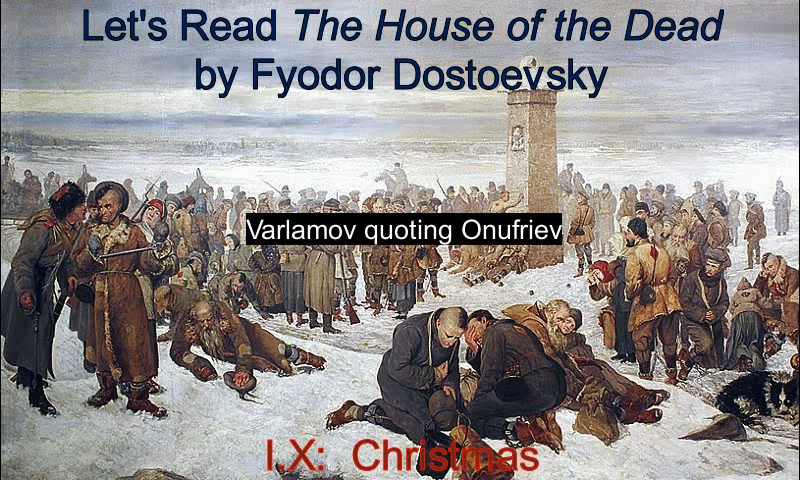 Let's Read The House of the Dead
by Fyodor Dostoevsky
Varlamov quoting Onufriev
I.X: Christmas